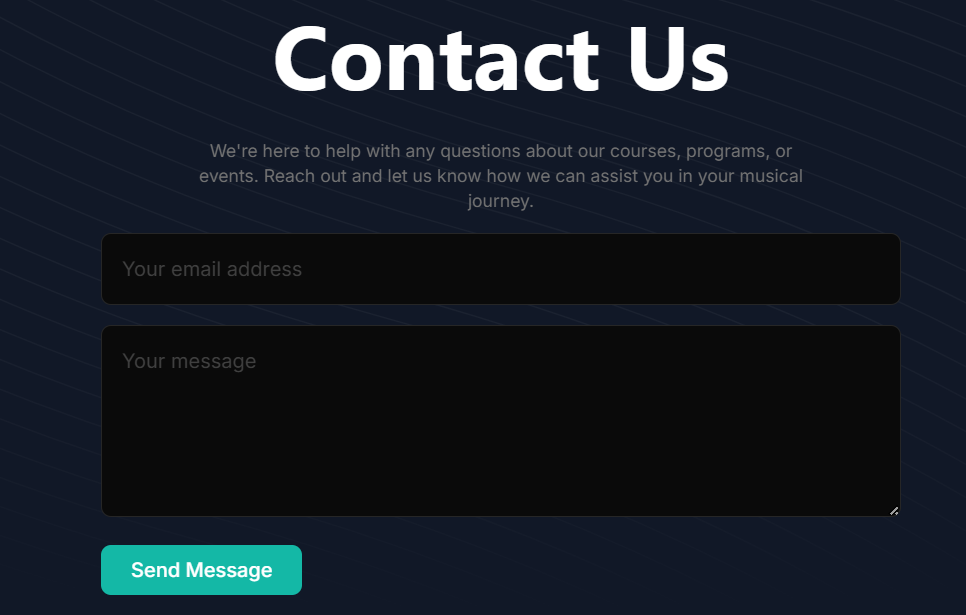 Contact Us
We're here to help with any questions about our courses, programs, or
events. Reach out and let us know how we can assist you in your musical
journey.
Your email address
Your message
Send Message